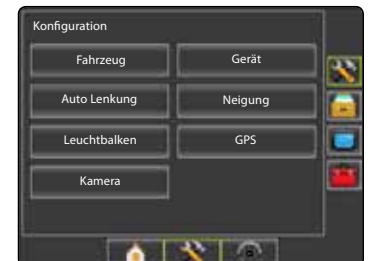 Konfiguration
Fahrzeug
Gerät
Auto Lenkung
Neigung
Leuchtbalken
GPS
Kamera